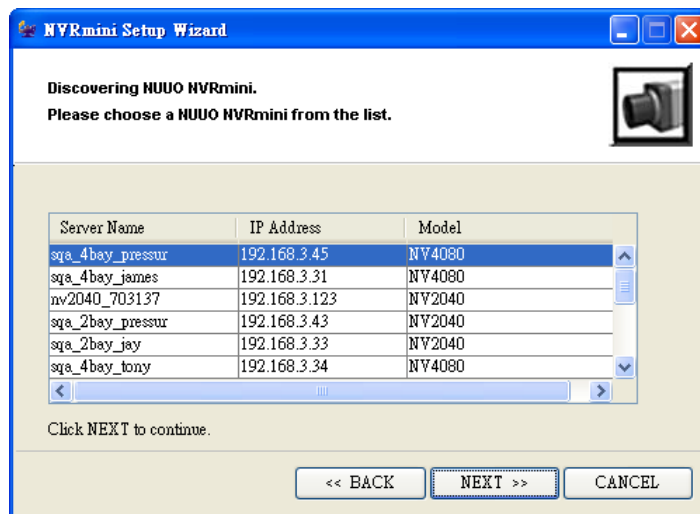 NVRmini Setup Wizard
Discovering NUUO NVRmini.
Please choose a NUUO NVRmini from the list.
Server Name IP Address Model
sqa_4bay_pressur 192.168.3.45 NV4080
sqa_4bay_james 192.168.3.31 NV4080
nv2040_703137 192.168.3.123 NV2040
sqa_2bay_pressur 192.168.3.43 NV2040
sqa_2bay_jay 192.168.3.33 NV2040
sqa_4bay_tony 192.168.3.34 NV4080
Click NEXT to continue.
<< BACK NEXT >> CANCEL